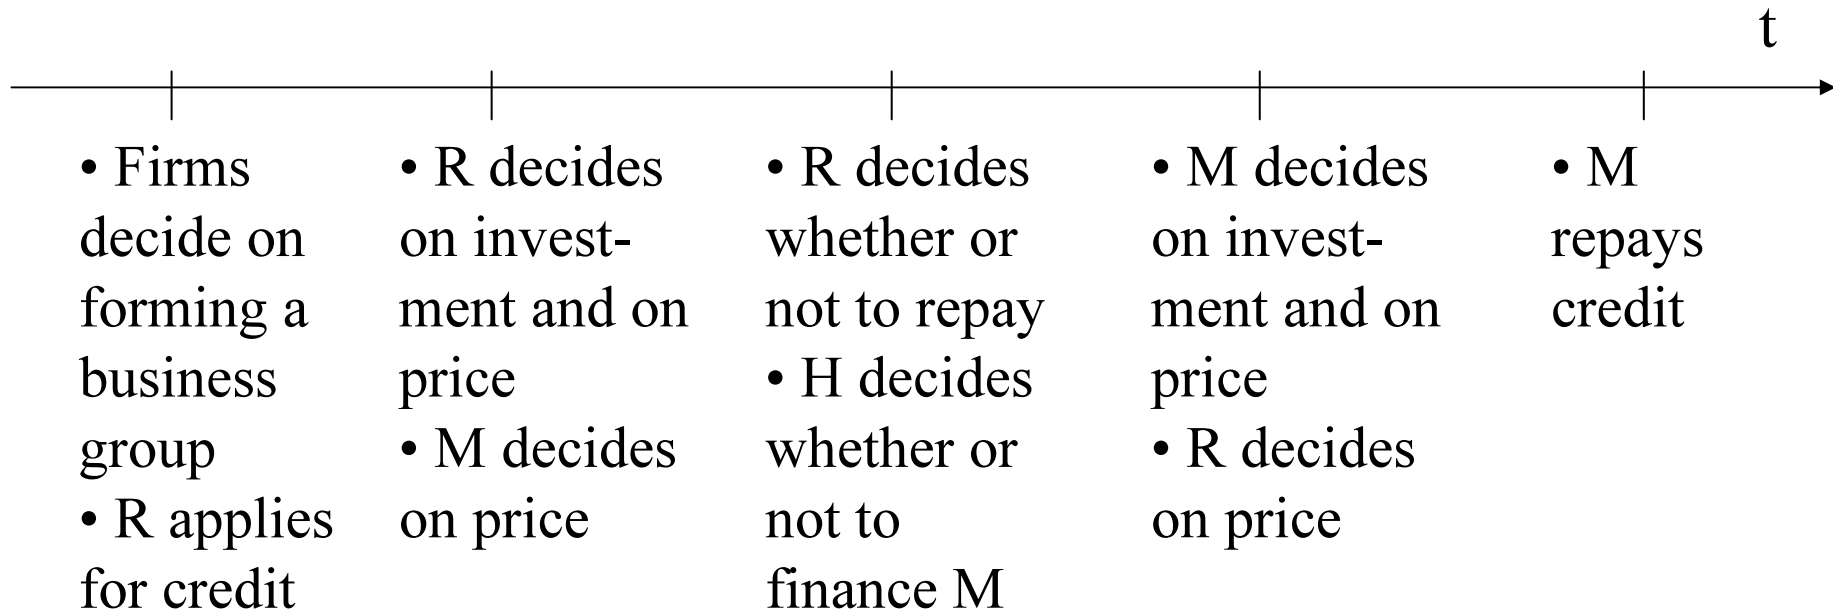 t
• Firms
decide on
forming a
business
group
• R applies
for credit
• R decides
on invest-
ment and on
price
• M decides
on price
• R decides
whether or
not to repay
• H decides
whether or
not to
finance M
• M decides
on invest-
ment and on
price
• R decides
on price
• M
repays
credit